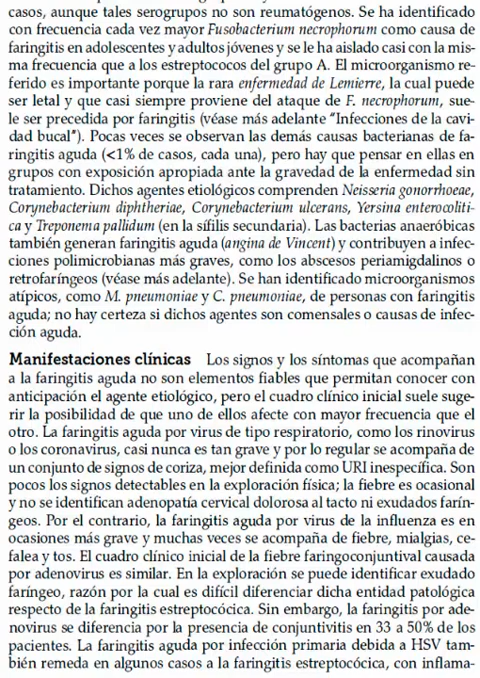 casos, aunque tales serogrupos no son reumatógenos. Se ha identificado
con frecuencia cada vez mayor Fusobacterium necrophorum como causa de
faringitis en adolescentes y adultos jóvenes y se le ha aislado casi con la mis-
ma frecuencia que a los estreptococos del grupo A. El microorganismo re-
ferido es importante porque la rara enfermedad de Lemierre, la cual puede
ser letal y que casi siempre proviene del ataque de F. necrophorum, sue-
le ser precedida por faringitis (véase más adelante "Infecciones de la cavi-
dad bucal"). Pocas veces se observan las demás causas bacterianas de fa-
ringitis aguda (<1% de casos, cada una), pero hay que pensar en ellas en
grupos con exposición apropiada ante la gravedad de la enfermedad sin
tratamiento. Dichos agentes etiológicos comprenden Neisseria gonorrhoeae,
Corynebacterium diphtheriae, Corynebacterium ulcerans, Yersina enterocoliti-
ca y Treponema pallidum (en la sífilis secundaria). Las bacterias anaeróbicas
también generan faringitis aguda (angina de Vincent) y contribuyen a infec-
ciones polimicrobianas más graves, como los abscesos periamigdalinos o
retrofaríngeos (véase más adelante). Se han identificado microorganismos
atípicos, como M. pneumoniae y C. pneumoniae, de personas con faringitis
aguda; no hay certeza si dichos agentes son comensales o causas de infec-
ción aguda.
Manifestaciones clínicas Los signos y los síntomas que acompañan
a la faringitis aguda no son elementos fiables que permitan conocer con
anticipación el agente etiológico, pero el cuadro clínico inicial suele suge-
rir la posibilidad de que uno de ellos afecte con mayor frecuencia que el
otro. La faringitis aguda por virus de tipo respiratorio, como los rinovirus
o los coronavirus, casi nunca es tan grave y por lo regular se acompaña de
un conjunto de signos de coriza, mejor definida como URI inespecífica. Son
pocos los signos detectables en la exploración física; la fiebre es ocasional
y no se identifican adenopatía cervical dolorosa al tacto ni exudados farín-
geos. Por el contrario, la faringitis aguda por virus de la influenza es en
ocasiones más grave y muchas veces se acompaña de fiebre, mialgias, ce-
falea y tos. El cuadro clínico inicial de la fiebre faringoconjuntival causada
por adenovirus es similar. En la exploración se puede identificar exudado
faríngeo, razón por la cual es difícil diferenciar dicha entidad patológica
respecto de la faringitis estreptocócica. Sin embargo, la faringitis por ade-
novirus se diferencia por la presencia de conjuntivitis en 33 a 50% de los
pacientes. La faringitis aguda por infección primaria debida a HSV tam-
bién remeda en algunos casos a la faringitis estreptocócica, con inflama-